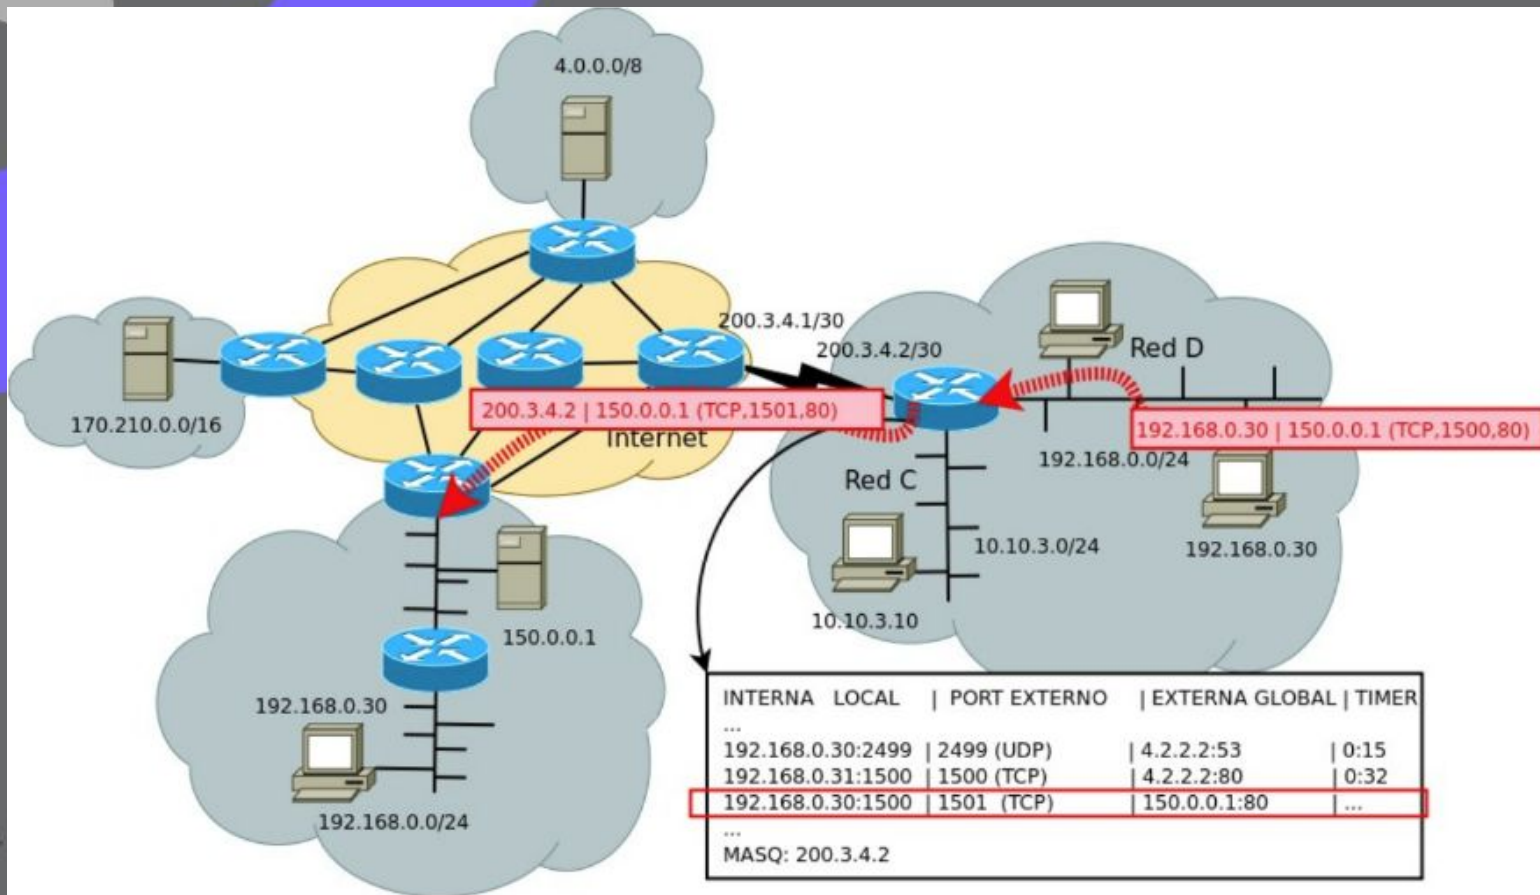 4.0.0.0/8
200.3.4.1/30
200.3.4.2/30
Red D
170.210.0.0/16
200.3.4.2 | 150.0.0.1 (TCP,1501,80)
192.168.0.30 | 150.0.0.1 (TCP,1500,80)
Internet
192.168.0.0/24
Red C
10.10.3.0/24
192.168.0.30
10.10.3.10
150.0.0.1
192.168.0.30
192.168.0.0/24
INTERNA LOCAL | PORT EXTERNO | EXTERNA GLOBAL | TIMER
...
192.168.0.30:2499 | 2499 (UDP) | 4.2.2.2:53 | 0:15
192.168.0.31:1500 | 1500 (TCP) | 4.2.2.2:80 | 0:32
192.168.0.30:1500 | 1501 (TCP) | 150.0.0.1:80 | ...
...
MASQ: 200.3.4.2